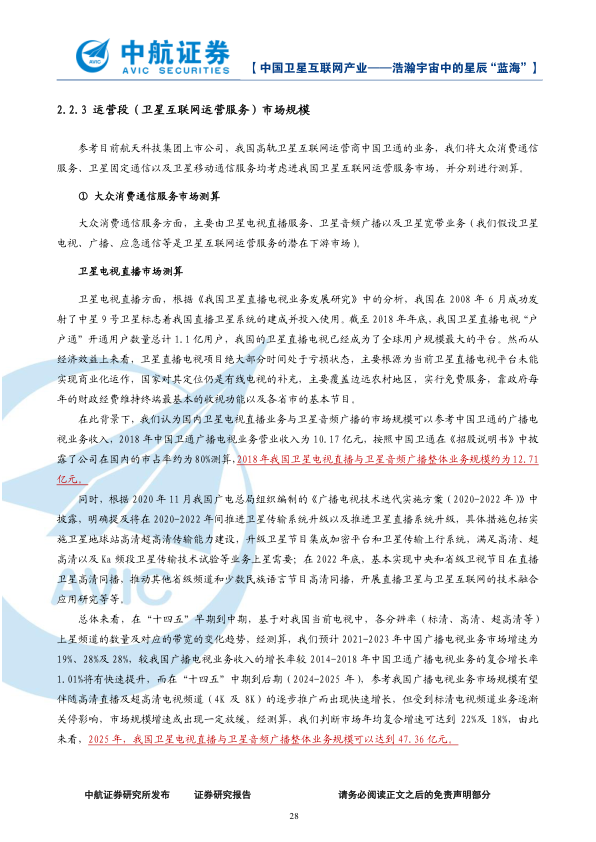 中航证券
AVIC SECURITIES
【中国卫星互联网产业——浩瀚宇宙中的星辰“蓝海”】
2.2.3 运营段（卫星互联网运营服务）市场规模
参考目前航天科技集团上市公司，我国高轨卫星互联网运营商中国卫通的业务，我们将大众消费通信
服务、卫星固定通信以及卫星移动通信服务均考虑进我国卫星互联网运营服务市场，并分别进行测算。
① 大众消费通信服务市场测算
大众消费通信服务方面，主要由卫星电视直播服务、卫星音频广播以及卫星宽带业务（我们假设卫星
电视、广播、应急通信等是卫星互联网运营服务的潜在下游市场）。
卫星电视直播市场测算
卫星电视直播方面，根据《我国卫星直播电视业务发展研究》中的分析，我国在 2008 年 6 月成功发
射了中星 9 号卫星标志着我国直播卫星系统的建成并投入使用。截至 2018 年年底，我国卫星直播电视“户
户通”开通用户数量总计 1.1 亿用户，我国的卫星电视已经成为了全球用户规模最大的平台。然而从
经济效益上来看，卫星直播电视项目绝大部分时间处于亏损状态，主要根源为当前卫星直播电视平台未能
实现商业化运作，国家对其定位仍是有线电视的补充，主要覆盖边远农村地区，实行免费服务，靠政府每
年的财政经费维持终端最基本的收视功能以及各省市的基本节目。
在此背景下，我们认为国内卫星电视直播业务与卫星音频广播的市场规模可以参考中国卫通的广播电
视业务收入，2018 年中国卫通广播电视业务营业收入为 10.17 亿元，按照中国卫通在《招股说明书》中披
露了公司在国内的市占率约为 80%测算，2018 年我国卫星电视直播与卫星音频广播整体业务规模约为 12.71
亿元。
同时，根据 2020 年 11 月我国广电总局组织编制的《广播电视技术迭代实施方案（2020-2022 年）》中
披露，明确提及将在 2020-2022 年间推进卫星传输系统升级以及推进卫星直播系统升级，具体措施包括实
施卫星地球站高清超高清传输能力建设，升级卫星节目集成加密平台和卫星传输上行系统，满足高清、超
高清以及 Ka 频段卫星传输技术试验等业务上星需要；在 2022 年底，基本实现中央和省级卫视节目在直播
卫星高清同播，推动其他省级频道和少数民族语言节目高清同播，开展直播卫星与卫星互联网的技术融合
应用研究等等。
总体来看，在“十四五”早期到中期，基于对我国当前电视中，各分辨率（标清、高清、超高清等）
上星频道的数量及对应的带宽的变化趋势，经测算，我们预计 2021-2023 年中国广播电视业务市场增速为
19%、28%及 28%，较我国广播电视业务收入的增长率较 2014-2018 年中国卫通广播电视业务的复合增长率
1.01%将有快速提升，而在“十四五”中期到后期（2024-2025 年），参考我国广播电视业务市场规模有望
伴随高清直播及超高清电视频道（4K 及 8K）的逐步推广而出现快速增长，但受到标清电视频道业务逐渐
关停影响，市场规模增速或出现一定放缓，经测算，我们判断市场年均复合增速可达到 22%及 18%，由此
来看，2025 年，我国卫星电视直播与卫星音频广播整体业务规模可以达到 47.36 亿元。
AVIC
中航证券研究所发布 证券研究报告 请务必阅读正文之后的免责声明部分
28